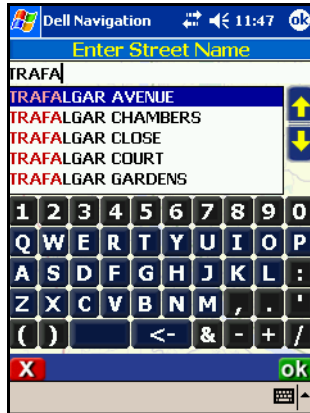 Dell Navigation 11:47 ok
Enter Street Name
TRAFA
TRAFALGAR AVENUE
TRAFALGAR CHAMBERS
TRAFALGAR CLOSE
TRAFALGAR COURT
TRAFALGAR GARDENS
1 2 3 4 5 6 7 8 9 0
Q W E R T Y U I O P
A S D F G H J K L :
Z X C V B N M , . '
( ) <- & - + /
X ok